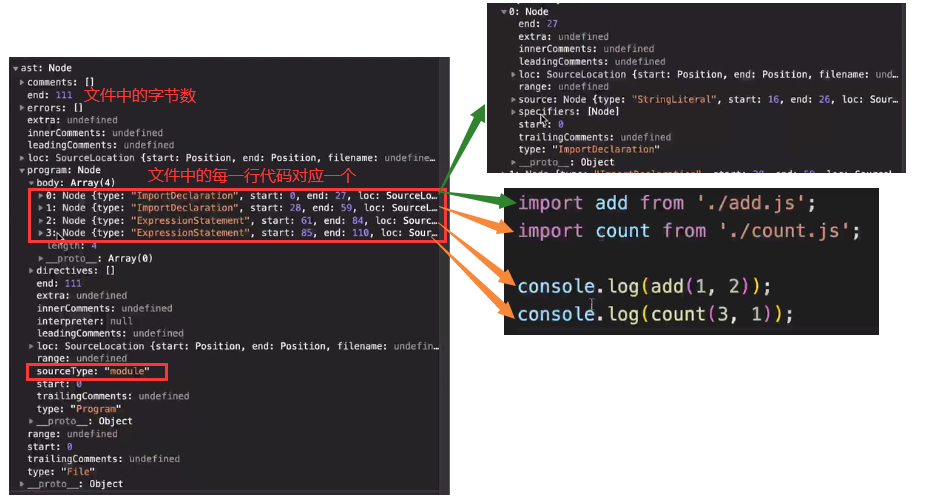 ast: Node
comments: []
end: 111 文件中的字节数
errors: []
extra: undefined
innerComments: undefined
leadingComments: undefined
loc: SourceLocation {start: Position, end: Position, filename: undefine…
program: Node 文件中的每一行代码对应一个
body: Array(4)
0: Node {type: "ImportDeclaration", start: 0, end: 27, loc: SourceLo…
1: Node {type: "ImportDeclaration", start: 28, end: 59, loc: SourceL…
2: Node {type: "ExpressionStatement", start: 61, end: 84, loc: Sourc…
3: Node {type: "ExpressionStatement", start: 85, end: 110, loc: Sour…
length: 4
__proto__: Array(0)
directives: []
end: 111
extra: undefined
innerComments: undefined
interpreter: null
leadingComments: undefined
loc: SourceLocation {start: Position, end: Position, filename: undefin…
range: undefined
sourceType: "module"
start: 0
trailingComments: undefined
type: "Program"
__proto__: Object
range: undefined
start: 0
trailingComments: undefined
type: "File"
__proto__: Object
0: Node
end: 27
extra: undefined
innerComments: undefined
leadingComments: undefined
loc: SourceLocation {start: Position, end: Position, filename: und…
range: undefined
source: Node {type: "StringLiteral", start: 16, end: 26, loc: Sour…
specifiers: [Node]
start: 0
trailingComments: undefined
type: "ImportDeclaration"
__proto__: Object
import add from './add.js';
import count from './count.js';
console.log(add(1, 2));
console.log(count(3, 1));